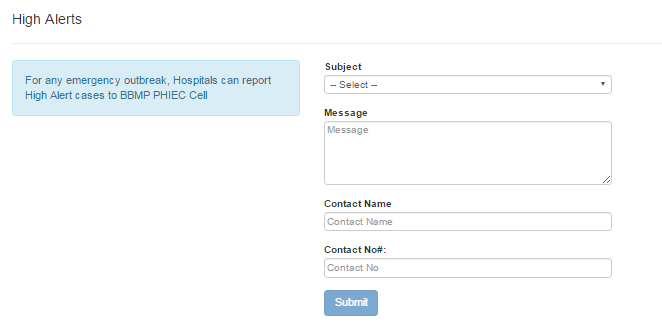 High Alerts
For any emergency outbreak, Hospitals can report
High Alert cases to BBMP PHIEC Cell
Subject
-- Select --
Message
Message
Contact Name
Contact Name
Contact No#:
Contact No
Submit